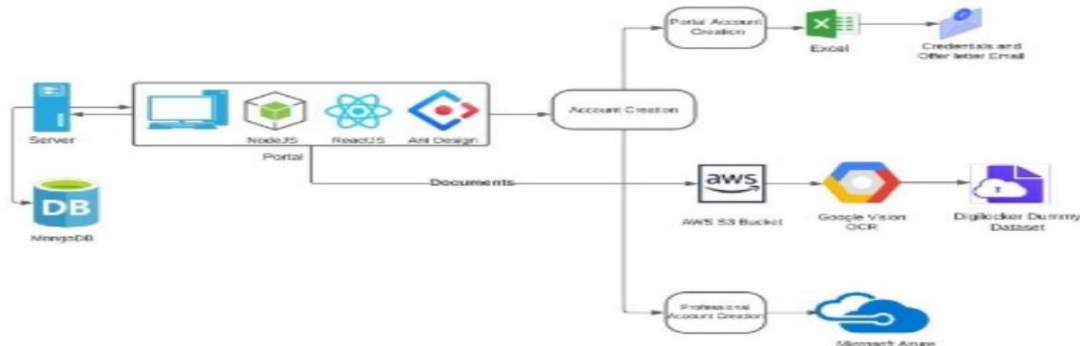 Portal Account
Creation
Excel
Credentials and
Offer letter Email
Server
NodeJS
ReactJS
Ant Design
Portal
Account Creation
Documents
DB
MongoDB
aws
AWS S3 Bucket
Google Vision
OCR
Digilocker Dummy
Dataset
Professional
Account Creation
Microsoft Azure